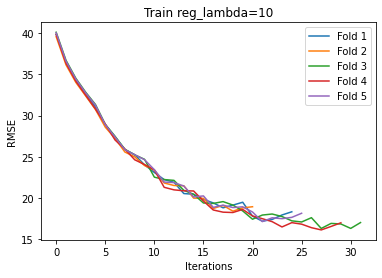 Train reg_lambda=10
40
35
30
25
20
15
RMSE
Fold 1
Fold 2
Fold 3
Fold 4
Fold 5
0 5 10 15 20 25 30
Iterations